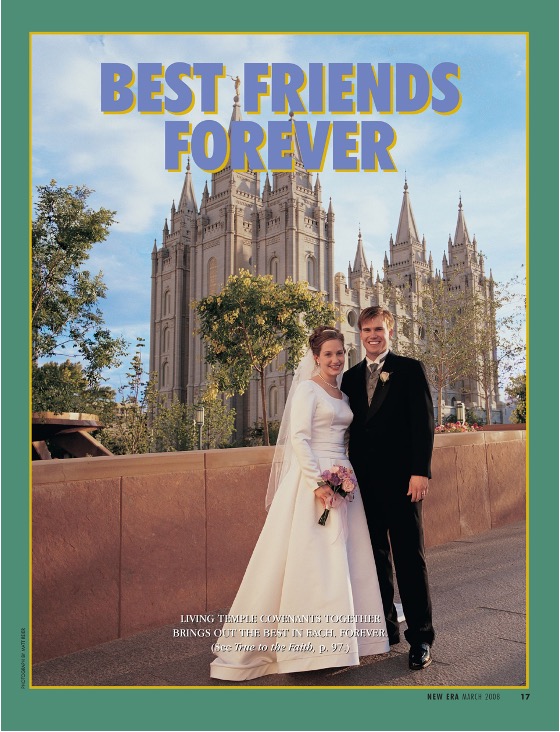 BEST FRIENDS
FOREVER
LIVING TEMPLE COVENANTS TOGETHER
BRINGS OUT THE BEST IN EACH, FOREVER.
(See True to the Faith, p. 97.)
NEW ERA MARCH 2008 17